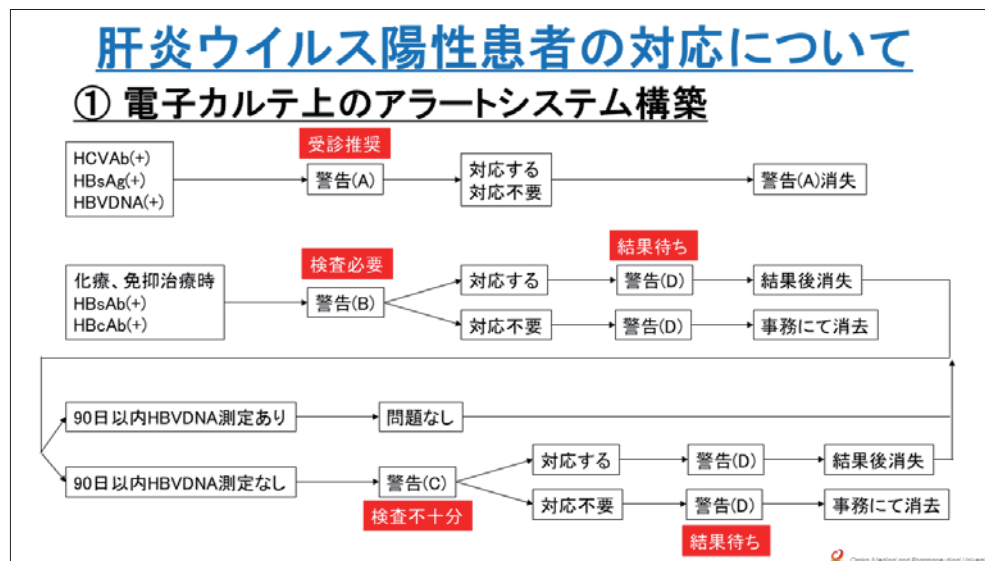 肝炎ウイルス陽性患者の対応について
① 電子カルテ上のアラートシステム構築
受診推奨
HCVAb(+)
HBsAg(+)
HBVDNA(+)
警告(A)
対応する
対応不要
警告(A)消失
検査必要
結果待ち
化療、免抑治療時
HBsAb(+)
HBcAb(+)
警告(B)
対応する
警告(D)
結果後消失
対応不要
警告(D)
事務にて消去
90日以内HBVDNA測定あり
問題なし
90日以内HBVDNA測定なし
警告(C)
検査不十分
対応する
警告(D)
結果後消失
対応不要
警告(D)
事務にて消去
結果待ち